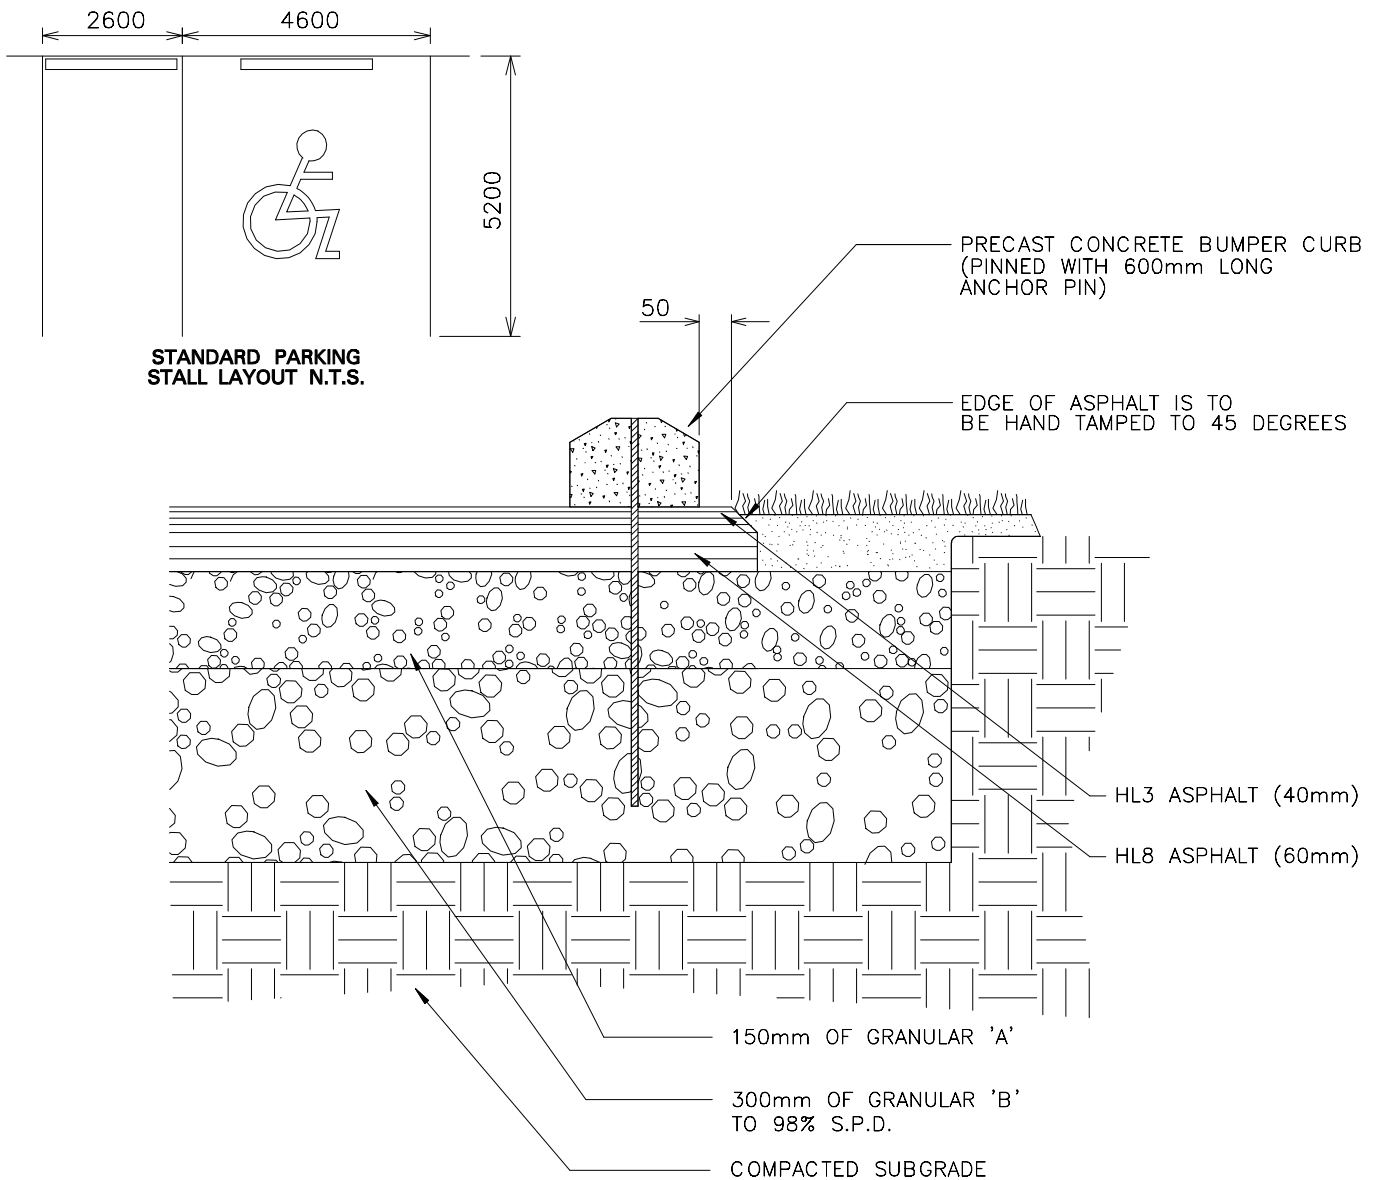 2600
4600
5200
STANDARD PARKING
STALL LAYOUT N.T.S.
PRECAST CONCRETE BUMPER CURB
(PINNED WITH 600mm LONG
ANCHOR PIN)
50
EDGE OF ASPHALT IS TO
BE HAND TAMPED TO 45 DEGREES
HL3 ASPHALT (40mm)
HL8 ASPHALT (60mm)
150mm OF GRANULAR 'A'
300mm OF GRANULAR 'B'
TO 98% S.P.D.
COMPACTED SUBGRADE